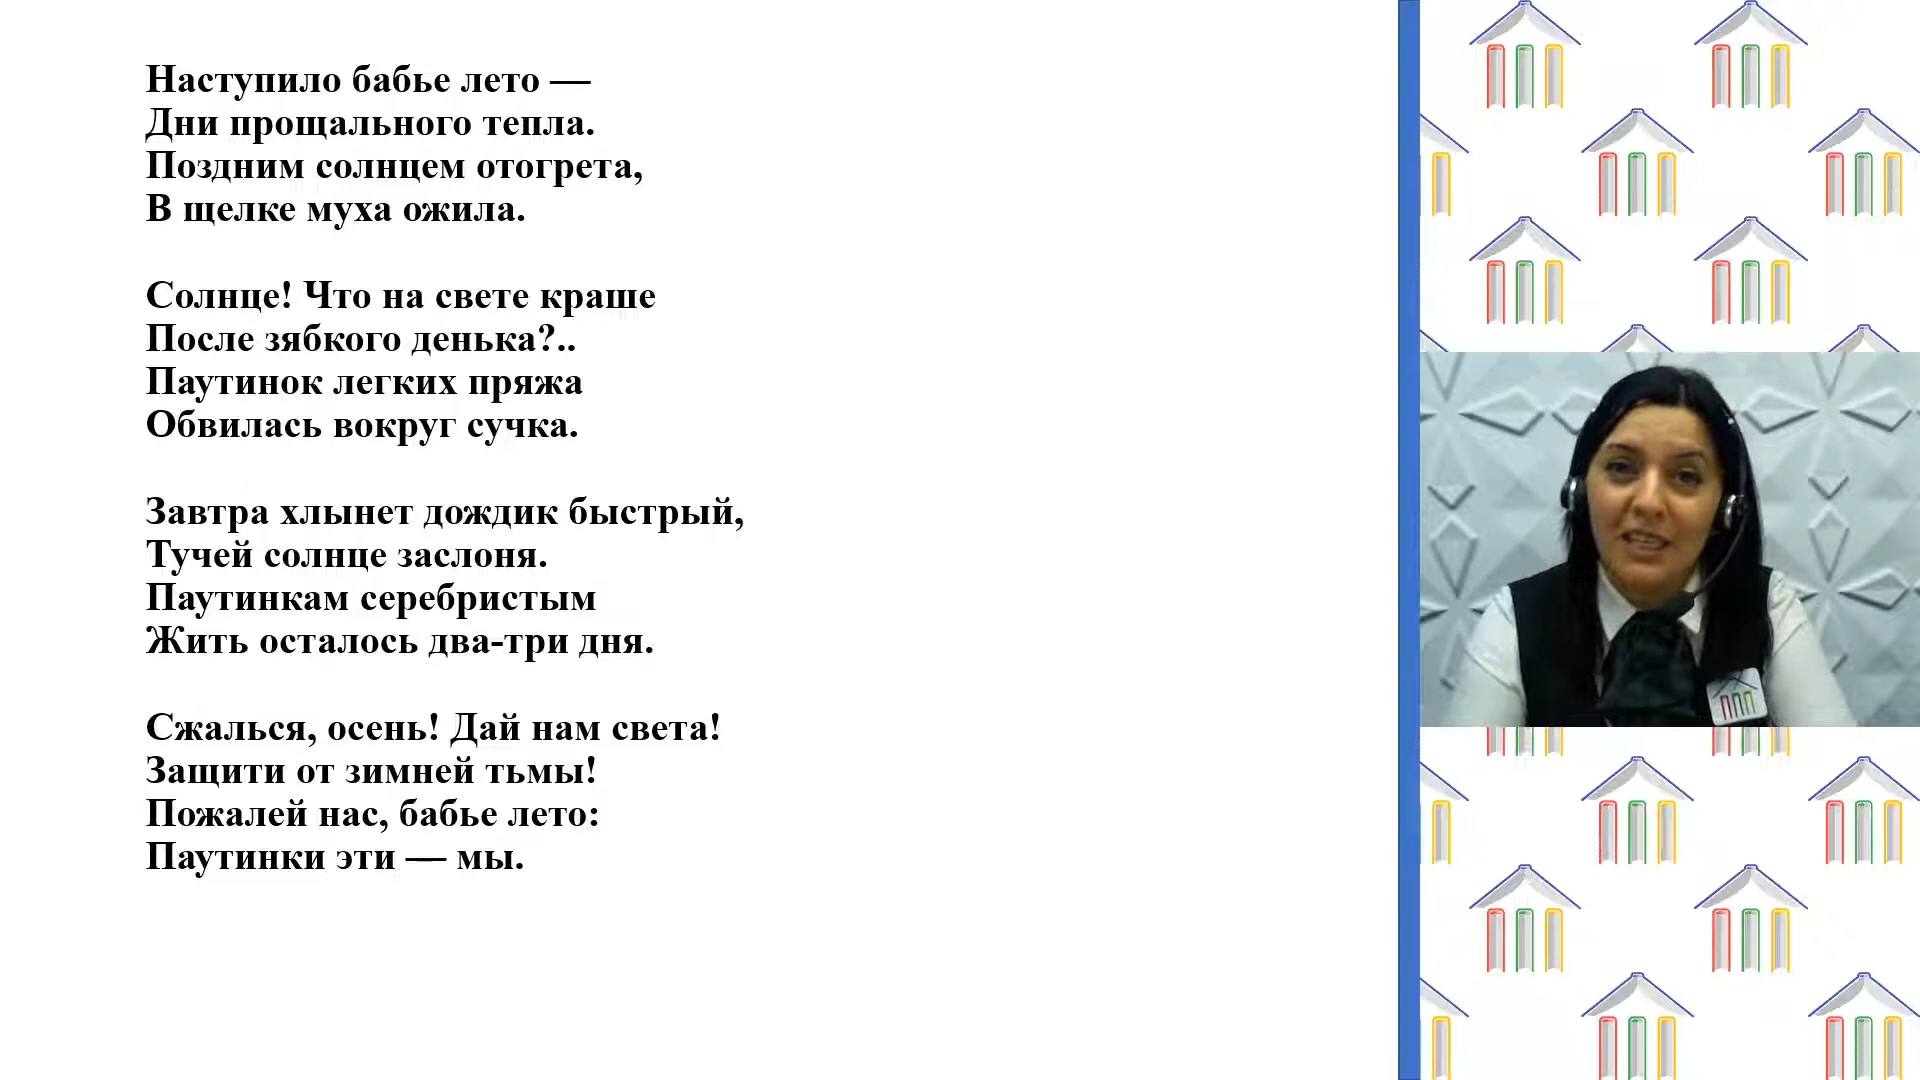 Наступило бабье лето —
Дни прощального тепла.
Поздним солнцем отогрета,
В щелке муха ожила.
Солнце! Что на свете краше
После зябкого денька?..
Паутинок легких пряжа
Обвилась вокруг сучка.
Завтра хлынет дождик быстрый,
Тучей солнце заслоня.
Паутинкам серебристым
Жить осталось два-три дня.
Сжалься, осень! Дай нам света!
Защити от зимней тьмы!
Пожалей нас, бабье лето:
Паутинки эти — мы.